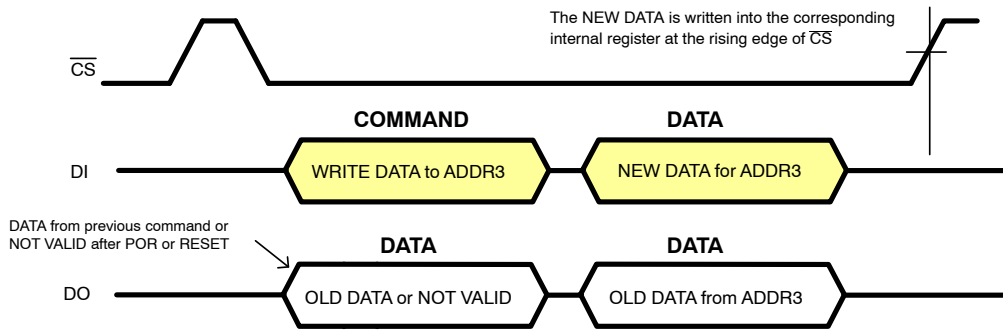 The NEW DATA is written into the corresponding
internal register at the rising edge of C̅S̅
C̅S̅
COMMAND
DATA
DI
WRITE DATA to ADDR3
NEW DATA for ADDR3
DATA from previous command or
NOT VALID after POR or RESET
DATA
DATA
DO
OLD DATA or NOT VALID
OLD DATA from ADDR3